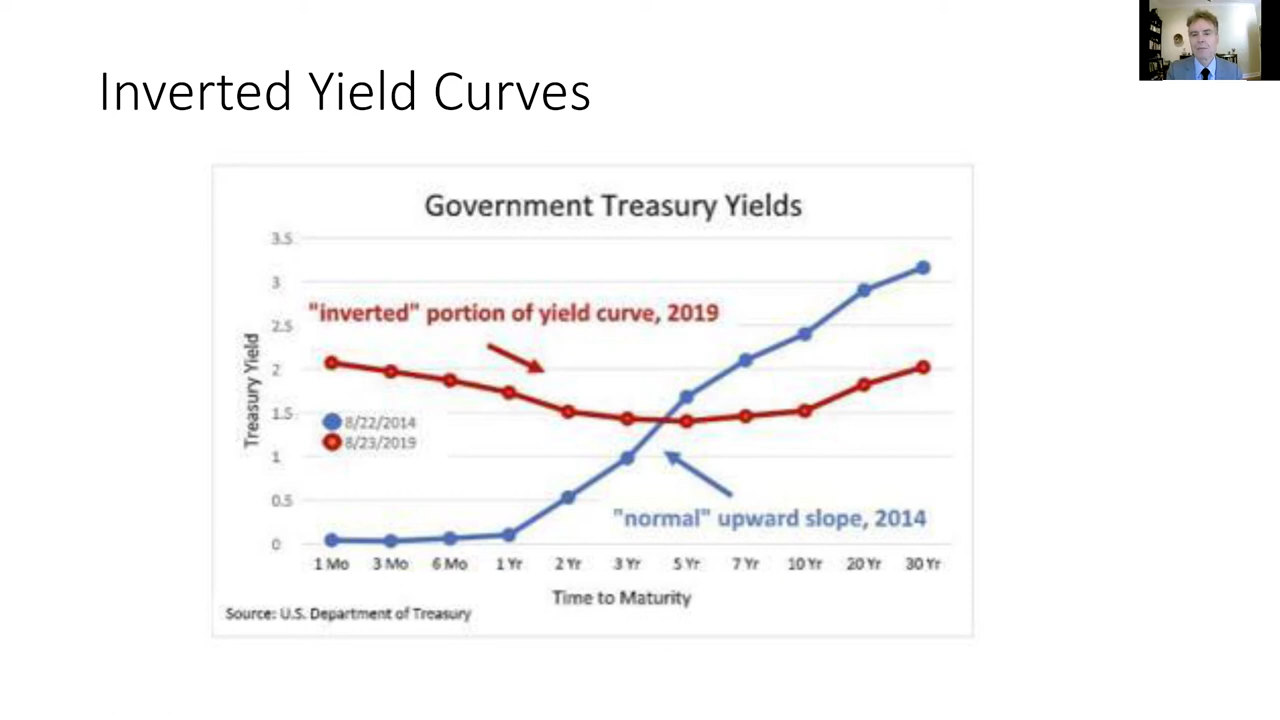 Inverted Yield Curves
Government Treasury Yields
3.5
3
2.5
2
1.5
1
0.5
0
Treasury Yield
"inverted" portion of yield curve, 2019
8/22/2014
8/23/2019
"normal" upward slope, 2014
1 Mo 3 Mo 6 Mo 1 Yr 2 Yr 3 Yr 5 Yr 7 Yr 10 Yr 20 Yr 30 Yr
Time to Maturity
Source: U.S. Department of Treasury